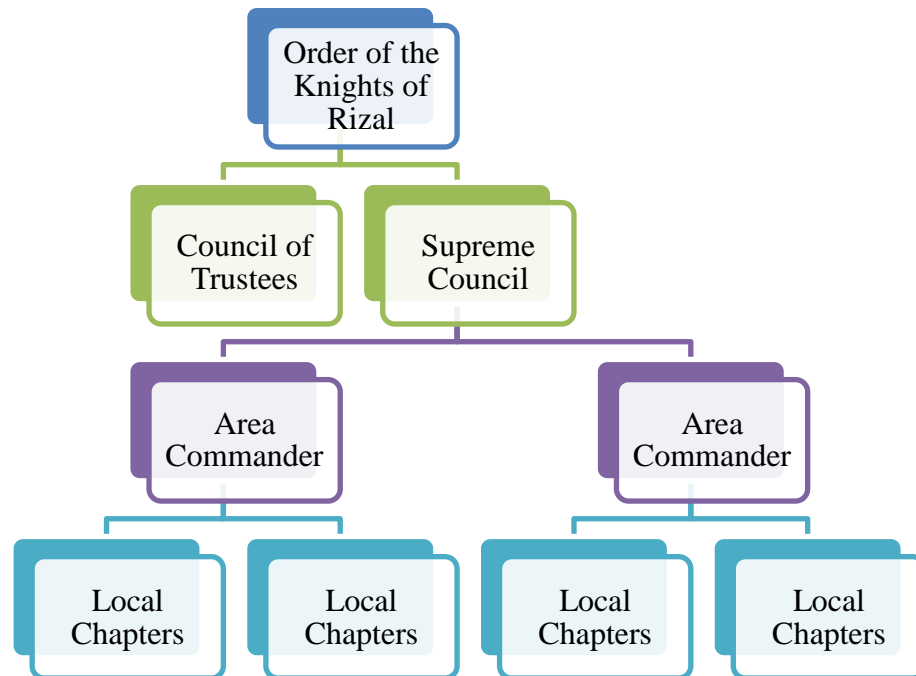 Order of the
Knights of
Rizal
Council of
Trustees
Supreme
Council
Area
Commander
Area
Commander
Local
Chapters
Local
Chapters
Local
Chapters
Local
Chapters